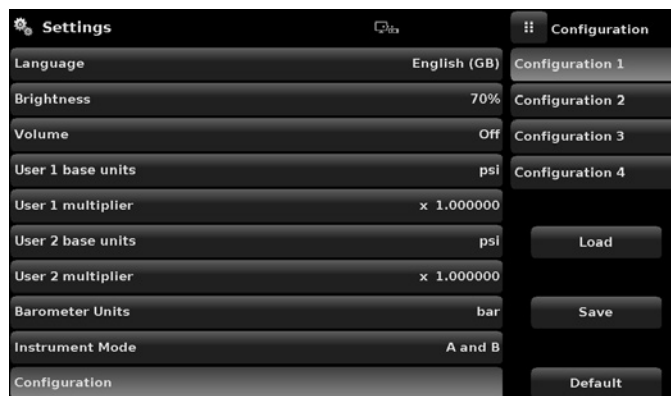 Settings
Language English (GB)
Brightness 70%
Volume Off
User 1 base units psi
User 1 multiplier x 1.000000
User 2 base units psi
User 2 multiplier x 1.000000
Barometer Units bar
Instrument Mode A and B
Configuration
Configuration
Configuration 1
Configuration 2
Configuration 3
Configuration 4
Load
Save
Default